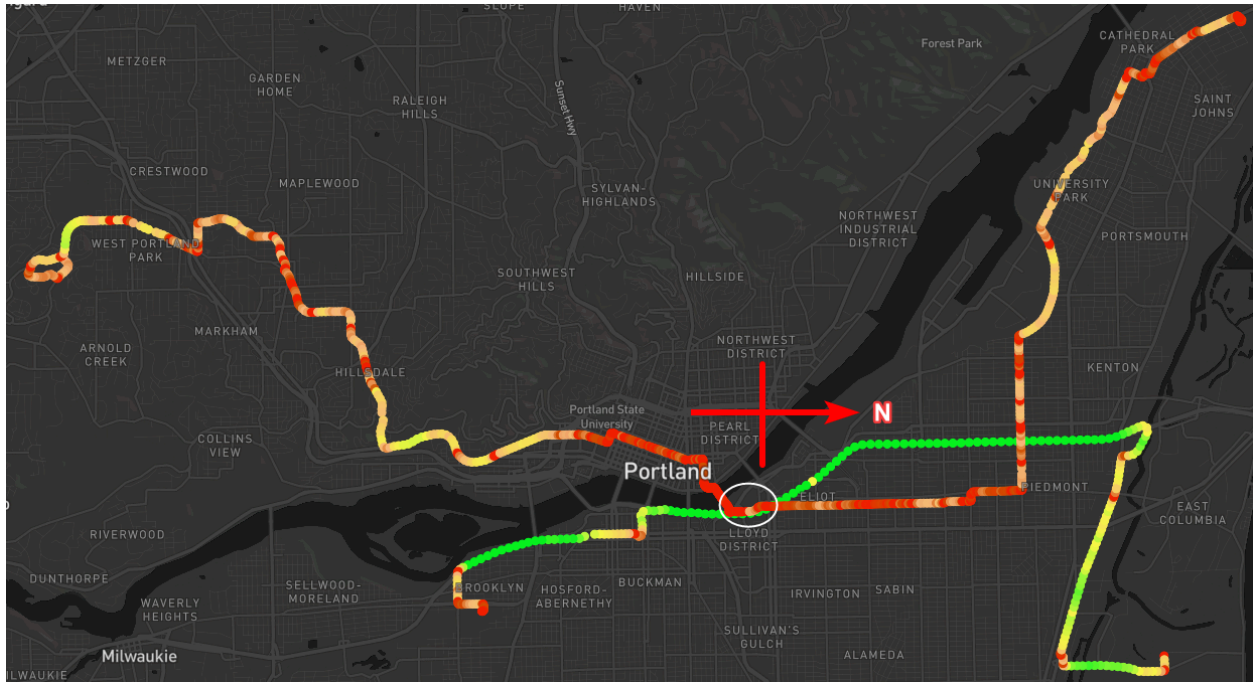 SLOPE
HAVEN
METZGER
GARDEN
HOME
Forest Park
CATHEDRAL
PARK
RALEIGH
HILLS
Sunset Hwy
SAINT
JOHNS
CRESTWOOD
MAPLEWOOD
SYLVAN-
HIGHLANDS
UNIVERSITY
PARK
NORTHWEST
INDUSTRIAL
DISTRICT
PORTSMOUTH
WEST PORTLAND
PARK
SOUTHWEST
HILLS
HILLSIDE
MARKHAM
ARNOLD
CREEK
NORTHWEST
DISTRICT
HILLSDALE
KENTON
Portland State
University
N
PEARL
DISTRICT
COLLINS
VIEW
Portland
ELIOT
PIEDMONT
EAST
COLUMBIA
RIVERWOOD
LLOYD
DISTRICT
DUNTHORPE
SELLWOOD-
MORELAND
BROOKLYN
HOSFORD-
ABERNETHY
BUCKMAN
IRVINGTON
SABIN
WAVERLY
HEIGHTS
SULLIVAN'S
GULCH
Milwaukie
ALAMEDA